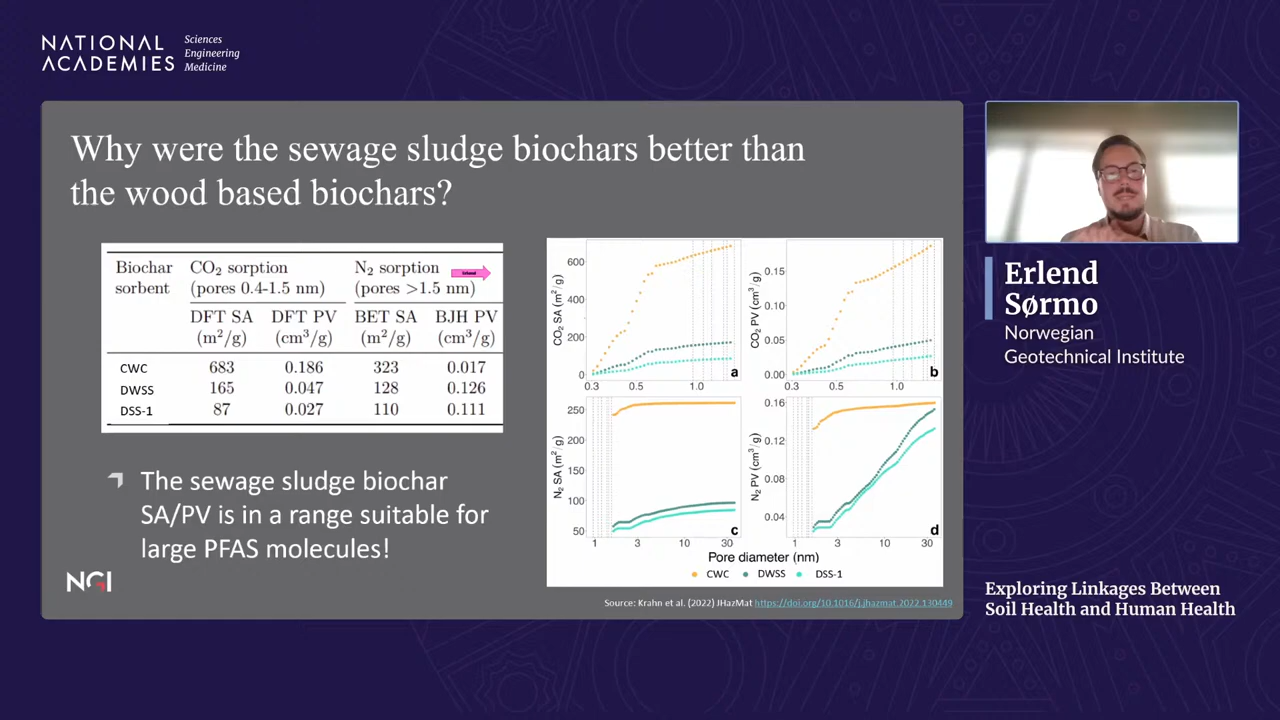 NATIONAL
ACADEMIES
Sciences
Engineering
Medicine
Why were the sewage sludge biochars better than
the wood based biochars?
Biochar CO₂ sorption N₂ sorption
sorbent (pores 0.4-1.5 nm) (pores >1.5 nm)
DFT SA DFT PV BET SA BJH PV
(m²/g) (cm³/g) (m²/g) (cm³/g)
CWC 683 0.186 323 0.017
DWSS 165 0.047 128 0.126
DSS-1 87 0.027 110 0.111
The sewage sludge biochar
SA/PV is in a range suitable for
large PFAS molecules!
NGI
CO₂ SA (m²/g)
600
400
200
0
0.3 0.5 1.0
a
CO₂ PV (cm³/g)
0.15
0.10
0.05
0.00
0.3 0.5 1.0
b
N₂ SA (m²/g)
250
200
150
100
50
1 3 10 30
c
N₂ PV (cm³/g)
0.16
0.12
0.08
0.04
1 3 10 30
d
Pore diameter (nm)
CWC DWSS DSS-1
Source: Krahn et al. (2022) JHazMat https://doi.org/10.1016/j.jhazmat.2022.130449
Erlend
Sørmo
Norwegian
Geotechnical Institute
Exploring Linkages Between
Soil Health and Human Health